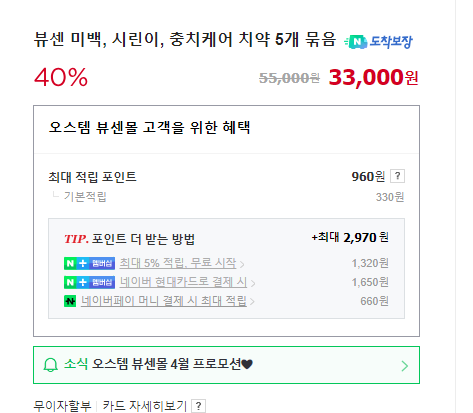 뷰센 미백, 시린이, 충치케어 치약 5개 묶음 N 도착보장
40% 55,000원 33,000원
오스템 뷰센몰 고객을 위한 혜택
최대 적립 포인트 960원 ?
기본적립 330원
TIP. 포인트 더 받는 방법 +최대 2,970 원
N + 멤버십 최대 5% 적립, 무료 시작 1,320원
N + 멤버십 네이버 현대카드로 결제 시 1,650원
N 네이버페이 머니 결제 시 최대 적립 660원
소식 오스템 뷰센몰 4월 프로모션🖤
무이자할부 카드 자세히보기 ?